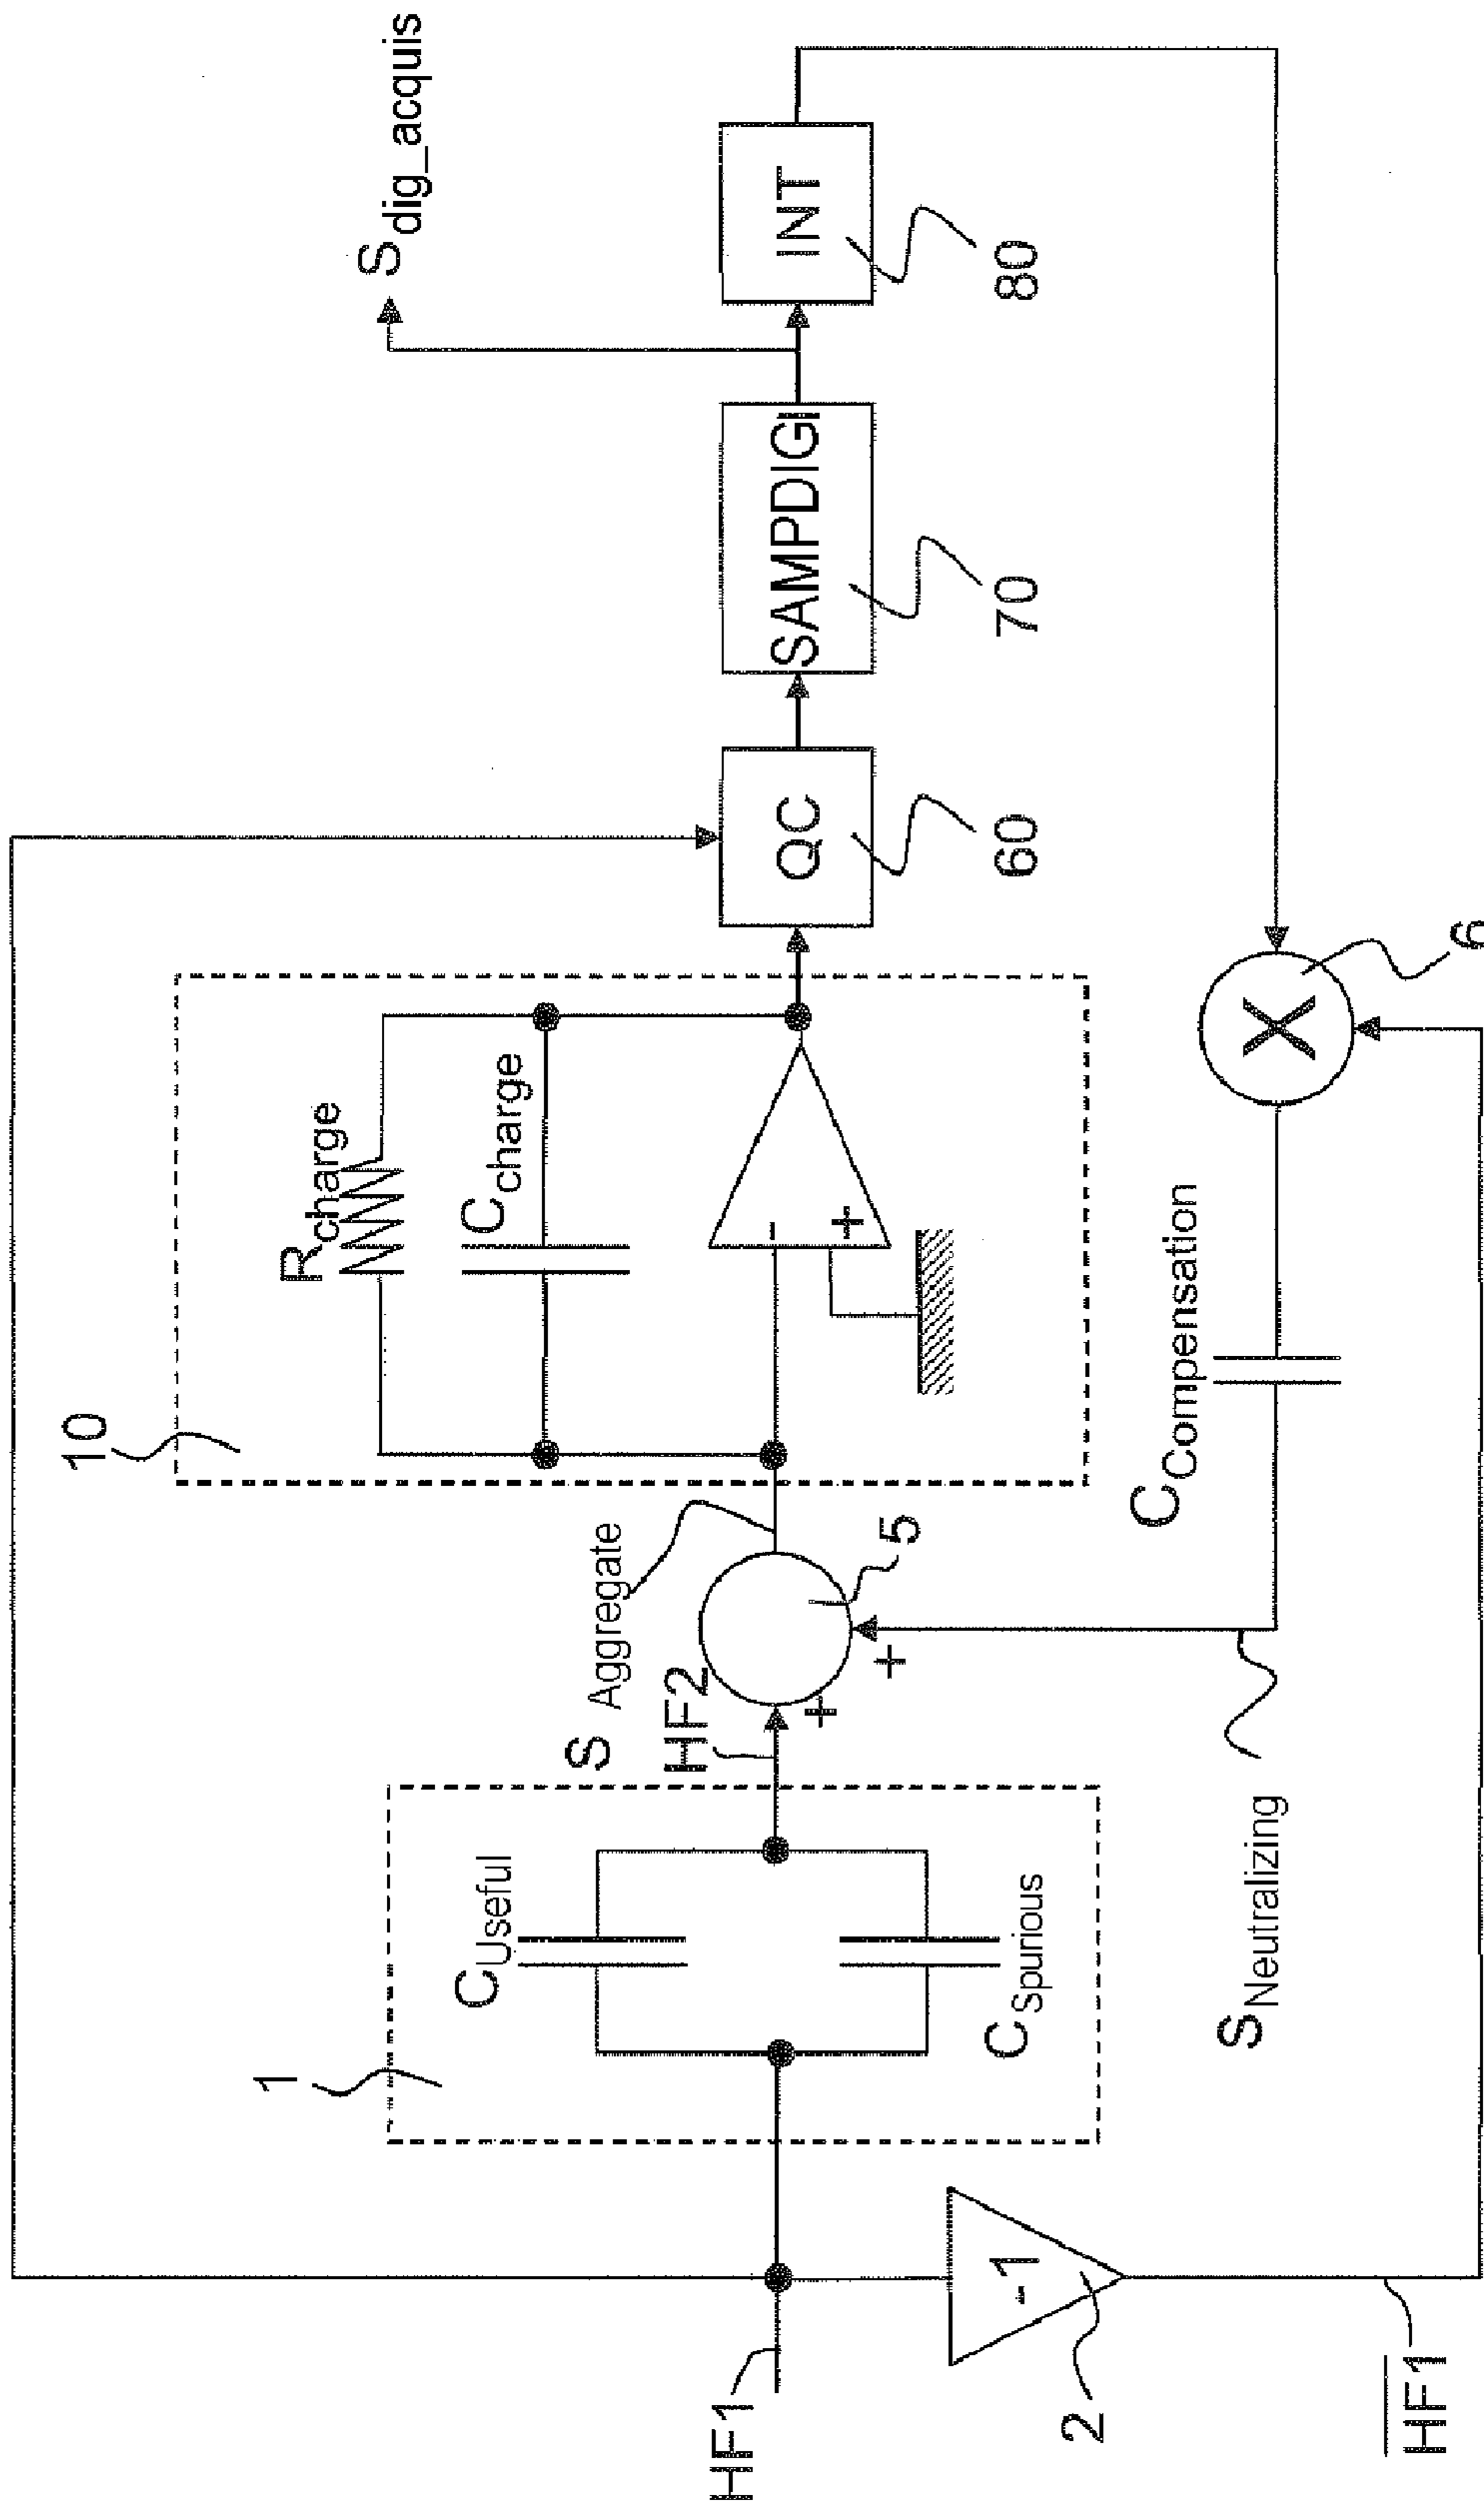 S dig_acquis
10
R charge
C charge
-
+
QC
60
SAMPDIGI
70
INT
80
1
C Useful
C Spurious
HF1
HF2
S Aggregate
+
+
5
-1
2
HF1
S Neutralizing
C Compensation
X
6